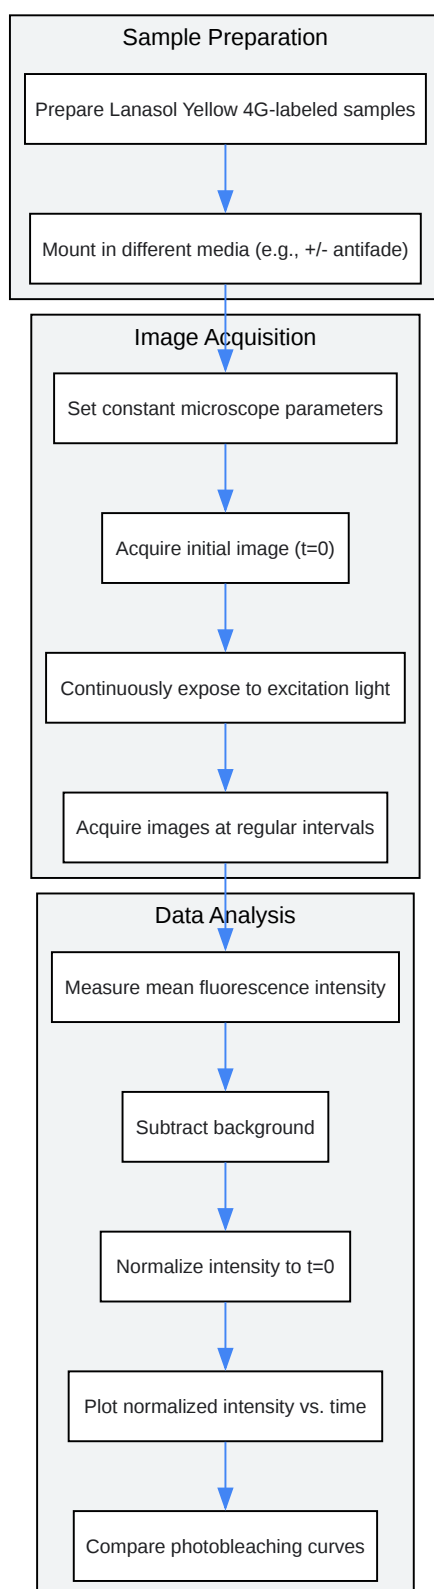 Sample Preparation
Prepare Lanasol Yellow 4G-labeled samples
Mount in different media (e.g., +/- antifade)
Image Acquisition
Set constant microscope parameters
Acquire initial image (t=0)
Continuously expose to excitation light
Acquire images at regular intervals
Data Analysis
Measure mean fluorescence intensity
Subtract background
Normalize intensity to t=0
Plot normalized intensity vs. time
Compare photobleaching curves